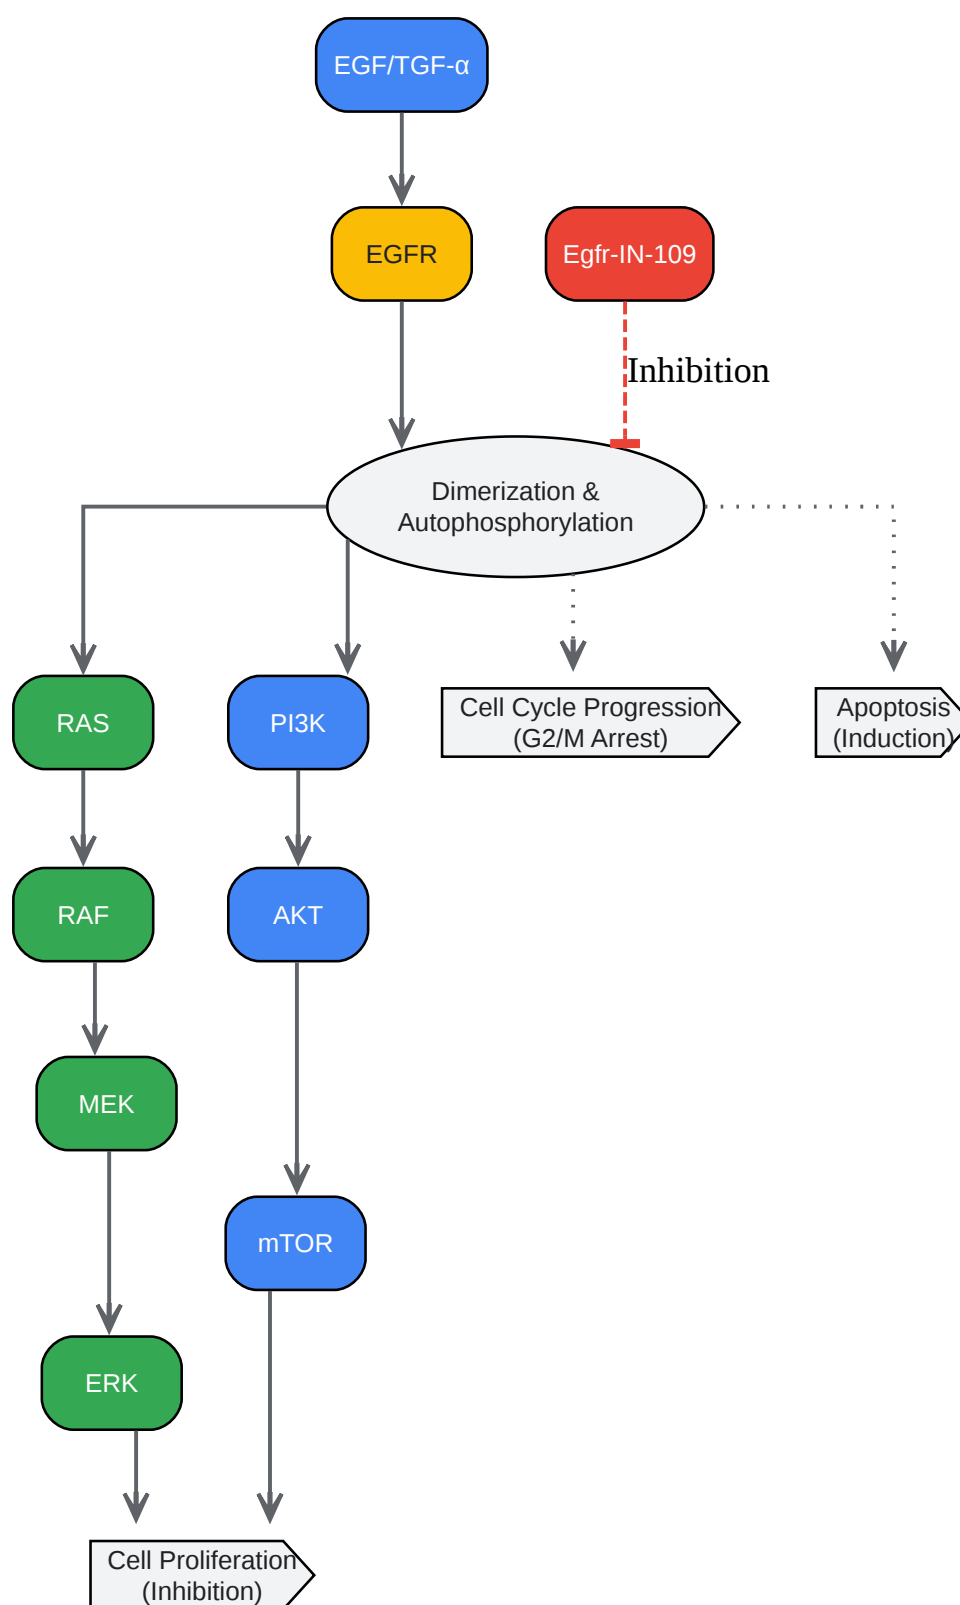 EGF/TGF-α
EGFR
Egfr-IN-109
Inhibition
Dimerization &
Autophosphorylation
RAS
PI3K
Cell Cycle Progression
(G2/M Arrest)
Apoptosis
(Induction)
RAF
AKT
MEK
mTOR
ERK
Cell Proliferation
(Inhibition)